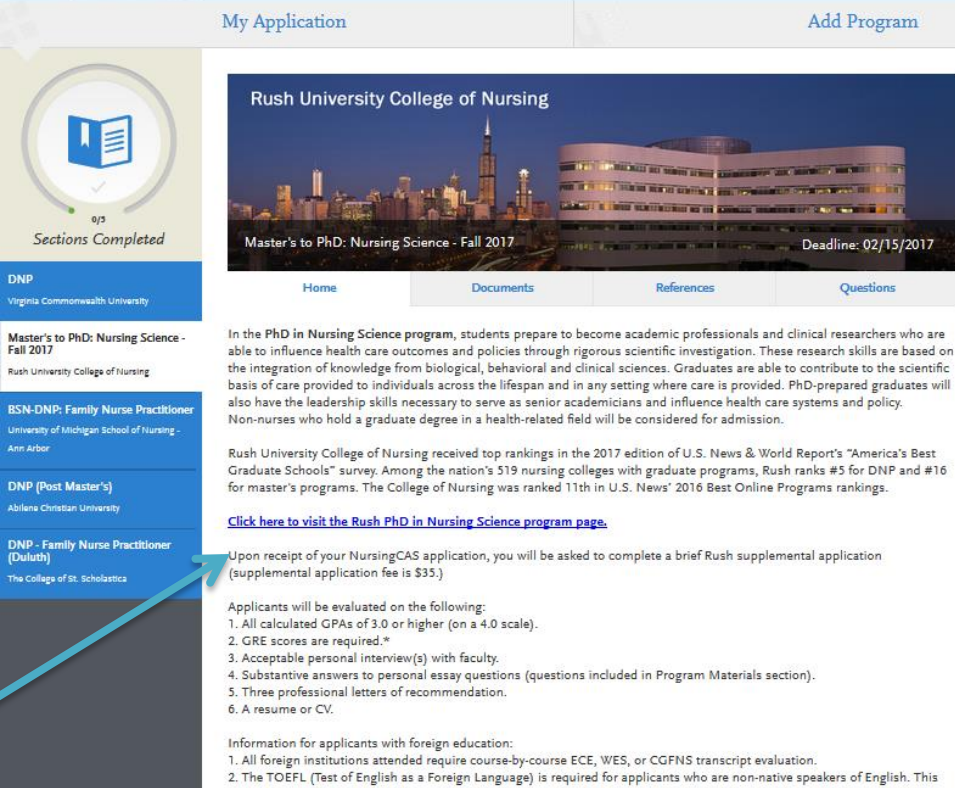 My Application
Add Program
0/5
Sections Completed
DNP
Virginia Commonwealth University
Master's to PhD: Nursing Science -
Fall 2017
Rush University College of Nursing
BSN-DNP: Family Nurse Practitioner
University of Michigan School of Nursing -
Ann Arbor
DNP (Post Master's)
Abilene Christian University
DNP - Family Nurse Practitioner
(Duluth)
The College of St. Scholastica
Rush University College of Nursing
Master's to PhD: Nursing Science - Fall 2017
Deadline: 02/15/2017
Home
Documents
References
Questions
In the PhD in Nursing Science program, students prepare to become academic professionals and clinical researchers who are
able to influence health care outcomes and policies through rigorous scientific investigation. These research skills are based on
the integration of knowledge from biological, behavioral and clinical sciences. Graduates are able to contribute to the scientific
basis of care provided to individuals across the lifespan and in any setting where care is provided. PhD-prepared graduates will
also have the leadership skills necessary to serve as senior academicians and influence health care systems and policy.
Non-nurses who hold a graduate degree in a health-related field will be considered for admission.
Rush University College of Nursing received top rankings in the 2017 edition of U.S. News & World Report's "America's Best
Graduate Schools" survey. Among the nation's 519 nursing colleges with graduate programs, Rush ranks #5 for DNP and #16
for master's programs. The College of Nursing was ranked 11th in U.S. News' 2016 Best Online Programs rankings.
Click here to visit the Rush PhD in Nursing Science program page.
Upon receipt of your NursingCAS application, you will be asked to complete a brief Rush supplemental application
(supplemental application fee is $35.)
Applicants will be evaluated on the following:
1. All calculated GPAs of 3.0 or higher (on a 4.0 scale).
2. GRE scores are required.*
3. Acceptable personal interview(s) with faculty.
4. Substantive answers to personal essay questions (questions included in Program Materials section).
5. Three professional letters of recommendation.
6. A resume or CV.
Information for applicants with foreign education:
1. All foreign institutions attended require course-by-course ECE, WES, or CGFNS transcript evaluation.
2. The TOEFL (Test of English as a Foreign Language) is required for applicants who are non-native speakers of English. This